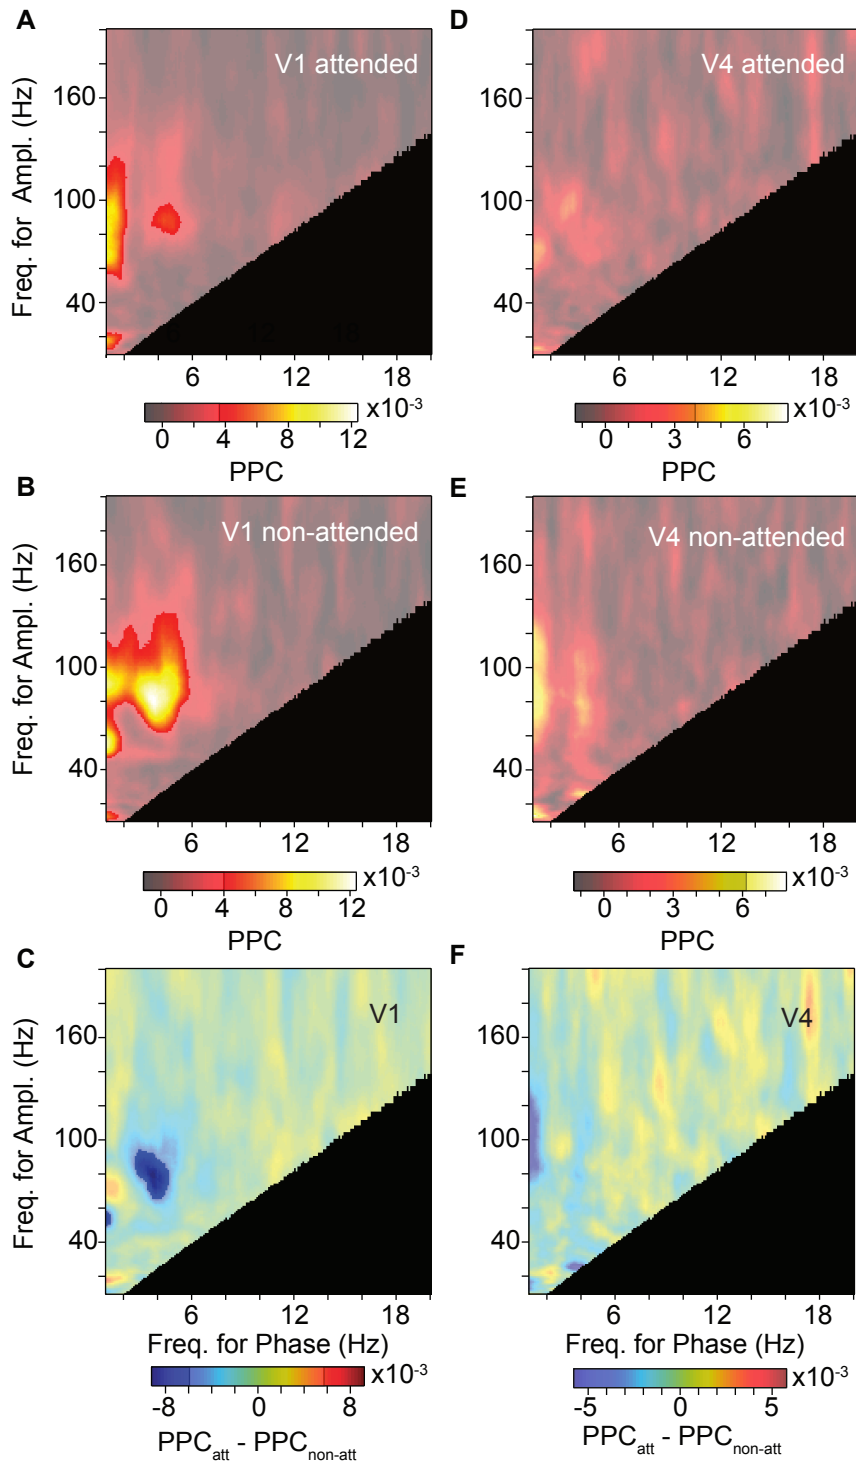 A
V1 attended
Freq. for Ampl. (Hz)
160
100
40
6 12 18
6 12 18
x10-3
0 4 8 12
PPC
D
V4 attended
160
100
40
6 12 18
x10-3
0 3 6
PPC
B
V1 non-attended
Freq. for Ampl. (Hz)
160
100
40
6 12 18
x10-3
0 4 8 12
PPC
E
V4 non-attended
160
100
40
6 12 18
x10-3
0 3 6
PPC
C
V1
Freq. for Ampl. (Hz)
160
100
40
6 12 18
Freq. for Phase (Hz)
x10-3
-8 0 8
PPCatt - PPCnon-att
F
V4
160
100
40
6 12 18
Freq. for Phase (Hz)
x10-3
-5 0 5
PPCatt - PPCnon-att